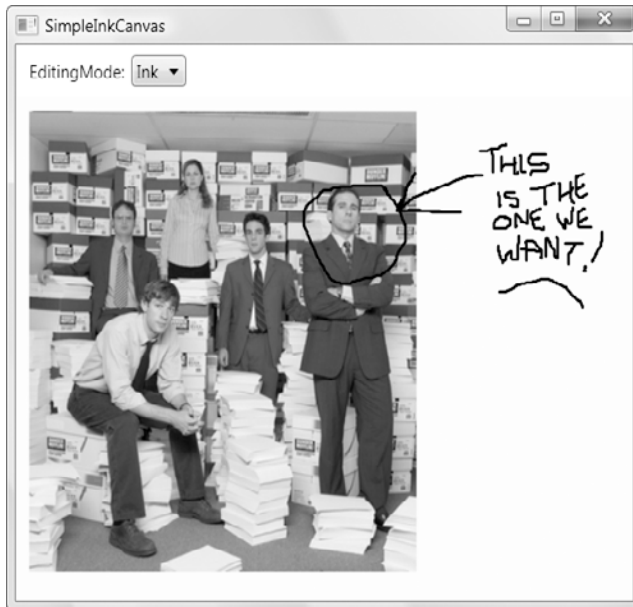 SimpleInkCanvas
EditingMode: Ink
THIS
IS THE
ONE WE
WANT!